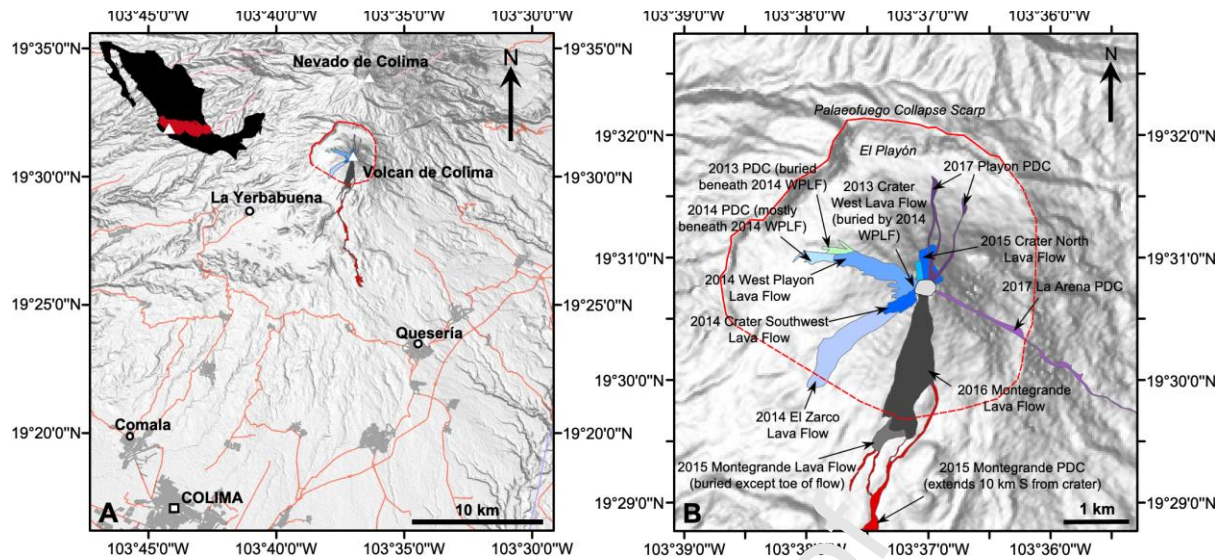 103°45'0"W 103°40'0"W 103°35'0"W 103°30'0"W
19°35'0"N
19°30'0"N
19°25'0"N
19°20'0"N
Nevado de Colima
N
Volcan de Colima
La Yerbabuena
Quesería
Comala
COLIMA
A
10 km
103°45'0"W 103°40'0"W 103°35'0"W 103°30'0"W
19°35'0"N
19°30'0"N
19°25'0"N
19°20'0"N
103°39'0"W 103°38'0"W 103°37'0"W 103°36'0"W
19°32'0"N
19°31'0"N
19°30'0"N
19°29'0"N
N
Palaeofuego Collapse Scarp
El Playón
2013 PDC (buried
beneath 2014 WPLF)
2013 Crater
West Lava Flow
(buried by 2014
WPLF)
2017 Playon PDC
2014 PDC (mostly
beneath 2014 WPLF)
2015 Crater North
Lava Flow
2014 West Playon
Lava Flow
2017 La Arena PDC
2014 Crater Southwest
Lava Flow
2016 Montegrande
Lava Flow
2014 El Zarco
Lava Flow
2015 Montegrande Lava Flow
(buried except toe of flow)
2015 Montegrande PDC
(extends 10 km S from crater)
B
1 km
103°39'0"W 103°38'0"W 103°37'0"W 103°36'0"W
19°32'0"N
19°31'0"N
19°30'0"N
19°29'0"N